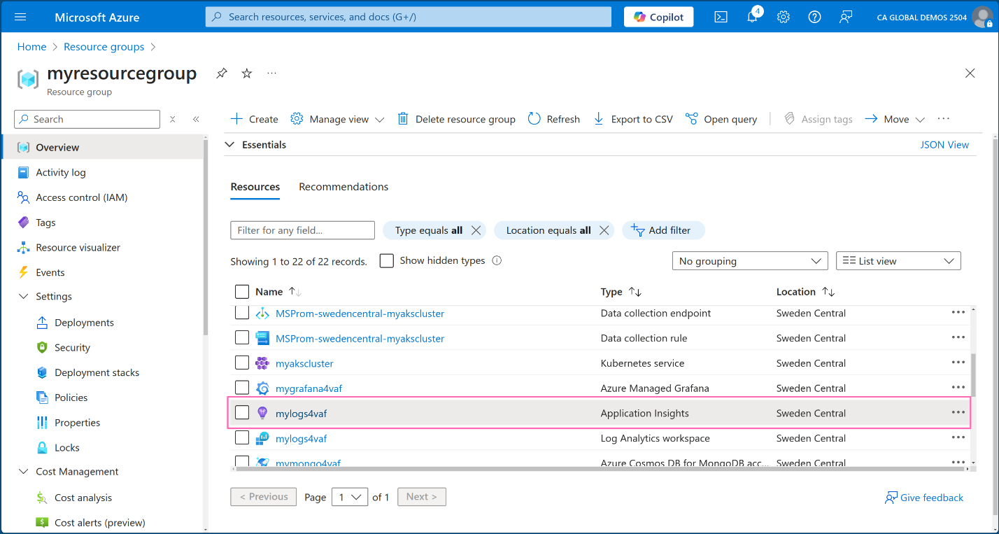 Microsoft Azure
Search resources, services, and docs (G+/)
Copilot
4
CA GLOBAL DEMOS 2504
Home > Resource groups >
myresourcegroup
Resource group
Search
Create
Manage view
Delete resource group
Refresh
Export to CSV
Open query
Assign tags
Move
Overview
Activity log
Access control (IAM)
Tags
Resource visualizer
Events
Settings
Deployments
Security
Deployment stacks
Policies
Properties
Locks
Cost Management
Cost analysis
Cost alerts (preview)
Essentials
JSON View
Resources
Recommendations
Filter for any field...
Type equals all
Location equals all
Add filter
Showing 1 to 22 of 22 records.
Show hidden types
No grouping
List view
Name
Type
Location
MSProm-swedencentral-myakscluster Data collection endpoint Sweden Central
MSProm-swedencentral-myakscluster Data collection rule Sweden Central
myakscluster Kubernetes service Sweden Central
mygrafana4vaf Azure Managed Grafana Sweden Central
mylogs4vaf Application Insights Sweden Central
mylogs4vaf Log Analytics workspace Sweden Central
mymongo4vaf Azure Cosmos DB for MongoDB acc... Sweden Central
< Previous
Page 1 of 1
Next >
Give feedback